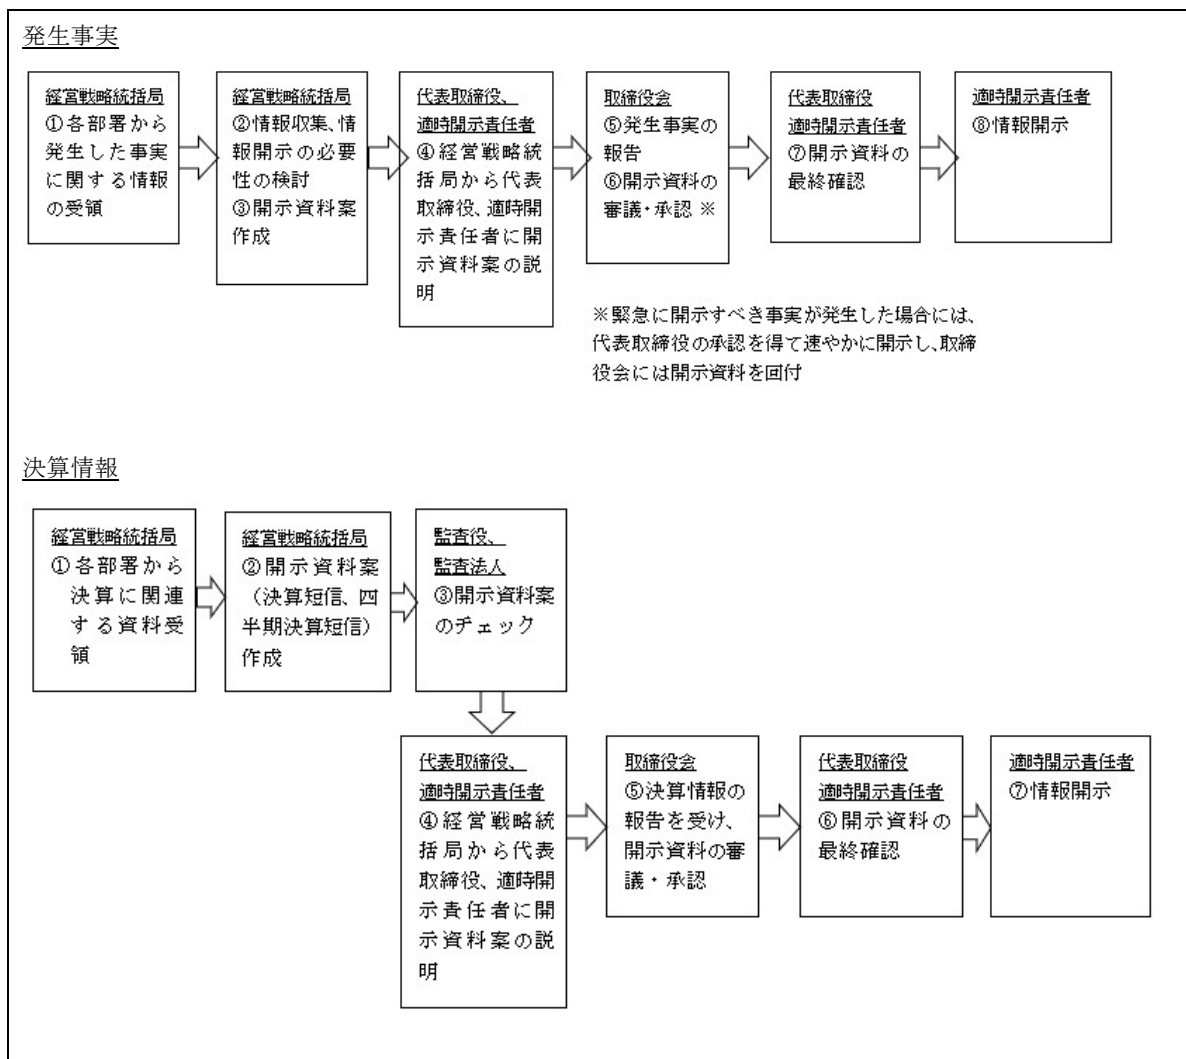 発生事実
経営戦略統括局
①各部署から
発生した事実
に関する情報
の受領
経営戦略統括局
②情報収集、情
報開示の必要
性の検討
③開示資料案
作成
代表取締役、
適時開示責任者
④経営戦略統
括局から代表
取締役、適時開
示責任者に開
示資料案の説
明
取締役会
⑤発生事実の
報告
⑥開示資料の
審議・承認 ※
代表取締役
適時開示責任者
⑦開示資料の
最終確認
適時開示責任者
⑧情報開示
※緊急に開示すべき事実が発生した場合には、
代表取締役の承認を得て速やかに開示し、取締
役会には開示資料を回付
決算情報
経営戦略統括局
①各部署から
決算に関連
する資料受
領
経営戦略統括局
②開示資料案
（決算短信、四
半期決算短信）
作成
監査役、
監査法人
③開示資料案
のチェック
代表取締役、
適時開示責任者
④経営戦略統
括局から代表
取締役、適時開
示責任者に開
示資料案の説
明
取締役会
⑤決算情報の
報告を受け、
開示資料の審
議・承認
代表取締役
適時開示責任者
⑥開示資料の
最終確認
適時開示責任者
⑦情報開示